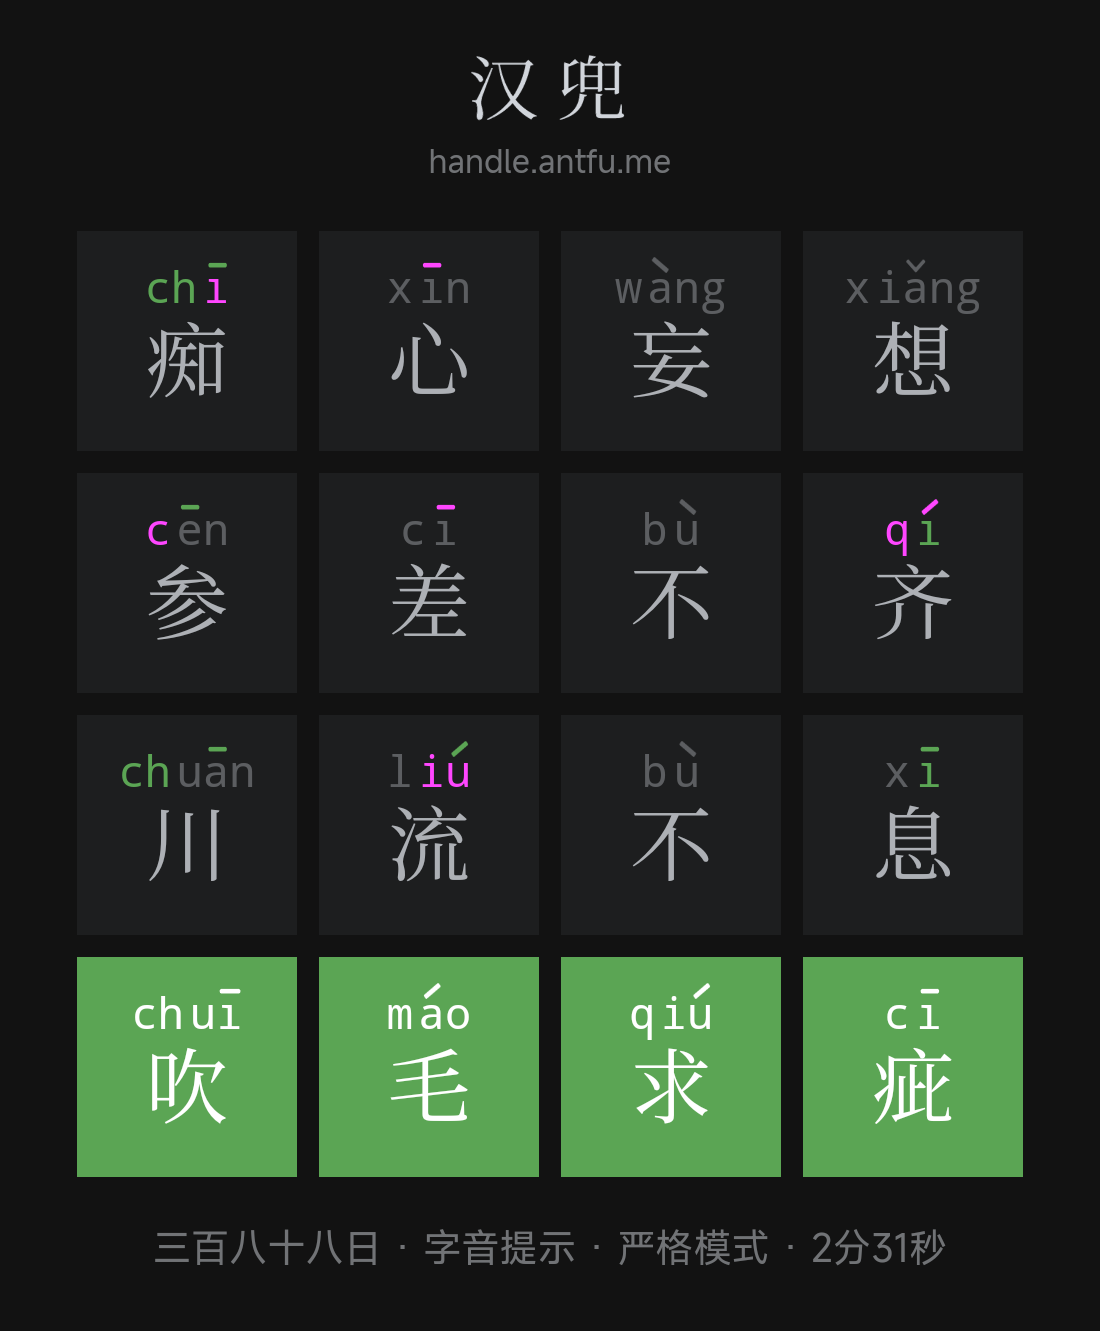 汉兜
handle.antfu.me
chī xīn wàng xiǎng
痴 心 妄 想
cēn cī bù qí
参 差 不 齐
chuān liú bù xī
川 流 不 息
chuī máo qiú cī
吹 毛 求 疵
三百八十八日 · 字音提示 · 严格模式 · 2分31秒